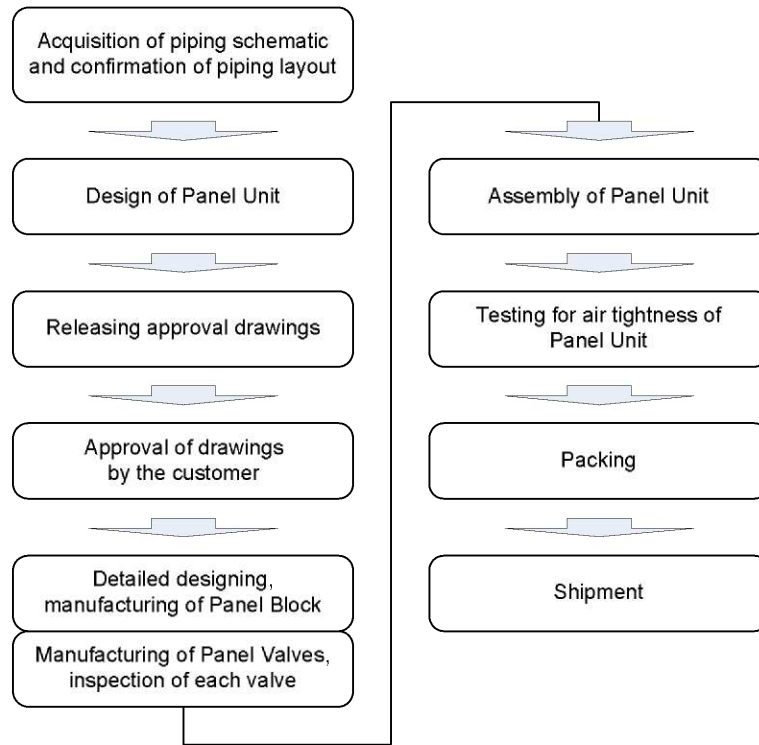 Acquisition of piping schematic
and confirmation of piping layout
Design of Panel Unit
Releasing approval drawings
Approval of drawings
by the customer
Detailed designing,
manufacturing of Panel Block
Manufacturing of Panel Valves,
inspection of each valve
Assembly of Panel Unit
Testing for air tightness of
Panel Unit
Packing
Shipment